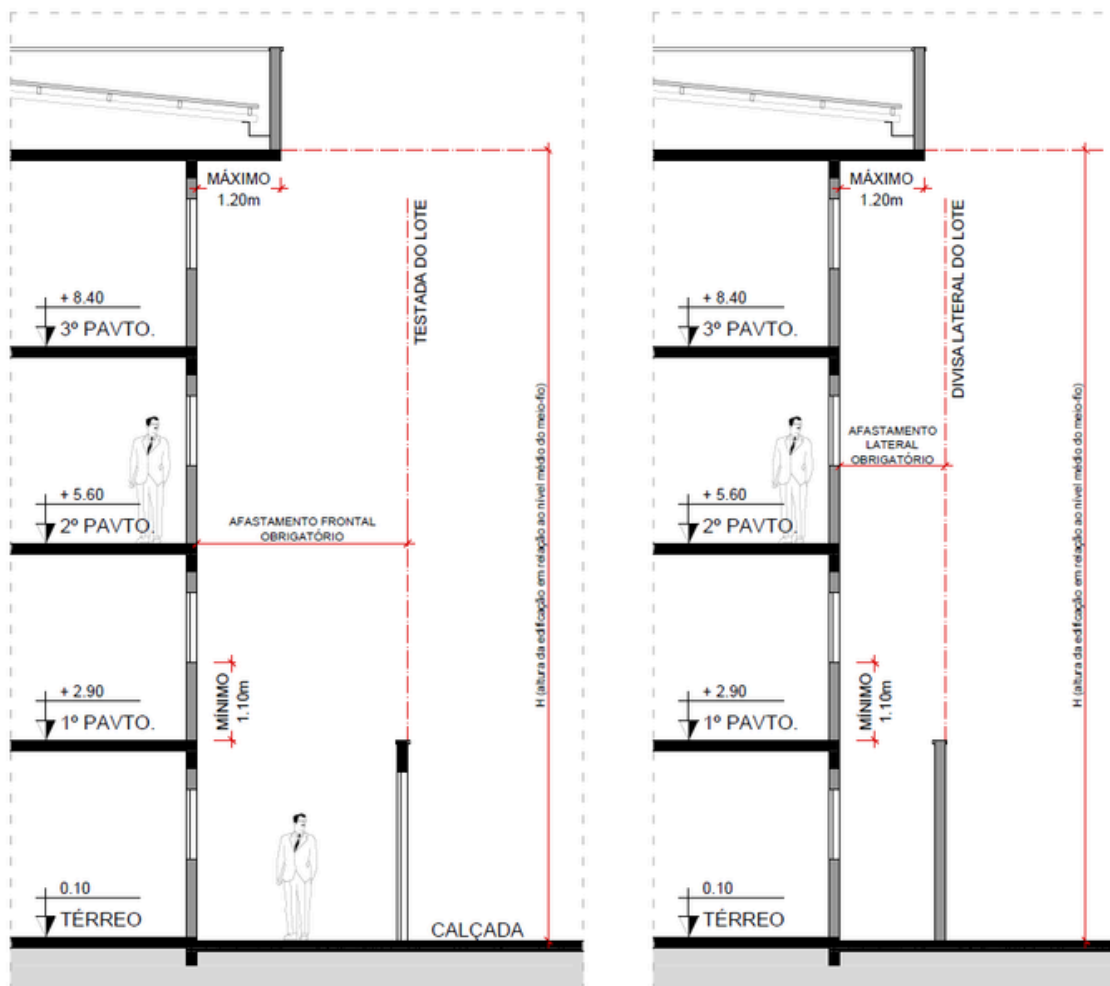 MÁXIMO
1.20m
TESTADA DO LOTE
+ 8.40
3º PAVTO.
H (altura da edificação em relação ao nível médio do meio-fio)
+ 5.60
2º PAVTO.
AFASTAMENTO FRONTAL
OBRIGATÓRIO
MÍNIMO
1.10m
+ 2.90
1º PAVTO.
0.10
TÉRREO
CALÇADA
MÁXIMO
1.20m
DIVISA LATERAL DO LOTE
+ 8.40
3º PAVTO.
H (altura da edificação em relação ao nível médio do meio-fio)
AFASTAMENTO
LATERAL
OBRIGATÓRIO
+ 5.60
2º PAVTO.
MÍNIMO
1.10m
+ 2.90
1º PAVTO.
0.10
TÉRREO